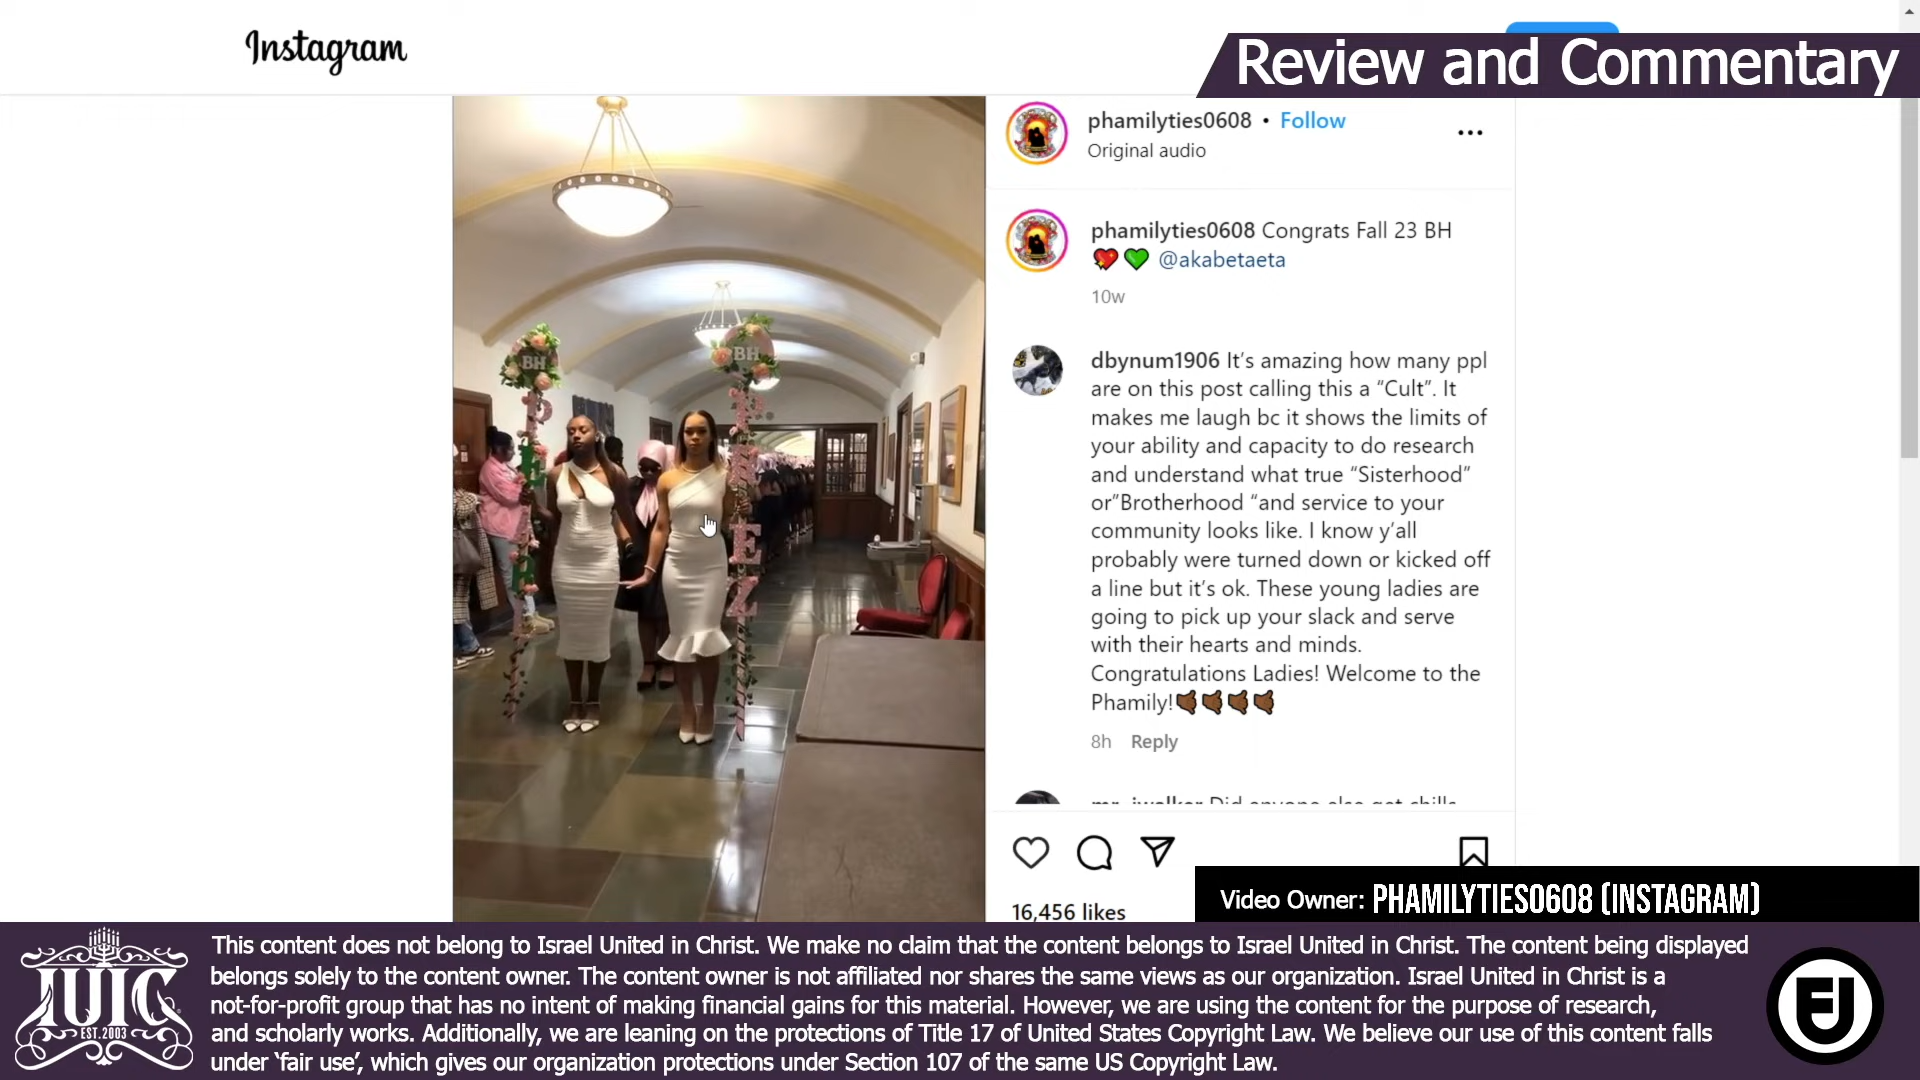 Instagram
Review and Commentary
phamilyties0608 • Follow
Original audio
phamilyties0608 Congrats Fall 23 BH
💖💚 @akabetaeta
10w
dbynum1906 It's amazing how many ppl
are on this post calling this a "Cult". It
makes me laugh bc it shows the limits of
your ability and capacity to do research
and understand what true "Sisterhood"
or"Brotherhood "and service to your
community looks like. I know y'all
probably were turned down or kicked off
a line but it's ok. These young ladies are
going to pick up your slack and serve
with their hearts and minds.
Congratulations Ladies! Welcome to the
Phamily!🤙🏾🤙🏾🤙🏾🤙🏾
8h Reply
mr_jwalker Did anyone else get chills
BH
BH
PREZ
16,456 likes
Video Owner: PHAMILYTIES0608 (INSTAGRAM)
IUIC
EST. 2003
This content does not belong to Israel United in Christ. We make no claim that the content belongs to Israel United in Christ. The content being displayed
belongs solely to the content owner. The content owner is not affiliated nor shares the same views as our organization. Israel United in Christ is a
not-for-profit group that has no intent of making financial gains for this material. However, we are using the content for the purpose of research,
and scholarly works. Additionally, we are leaning on the protections of Title 17 of United States Copyright Law. We believe our use of this content falls
under 'fair use', which gives our organization protections under Section 107 of the same US Copyright Law.